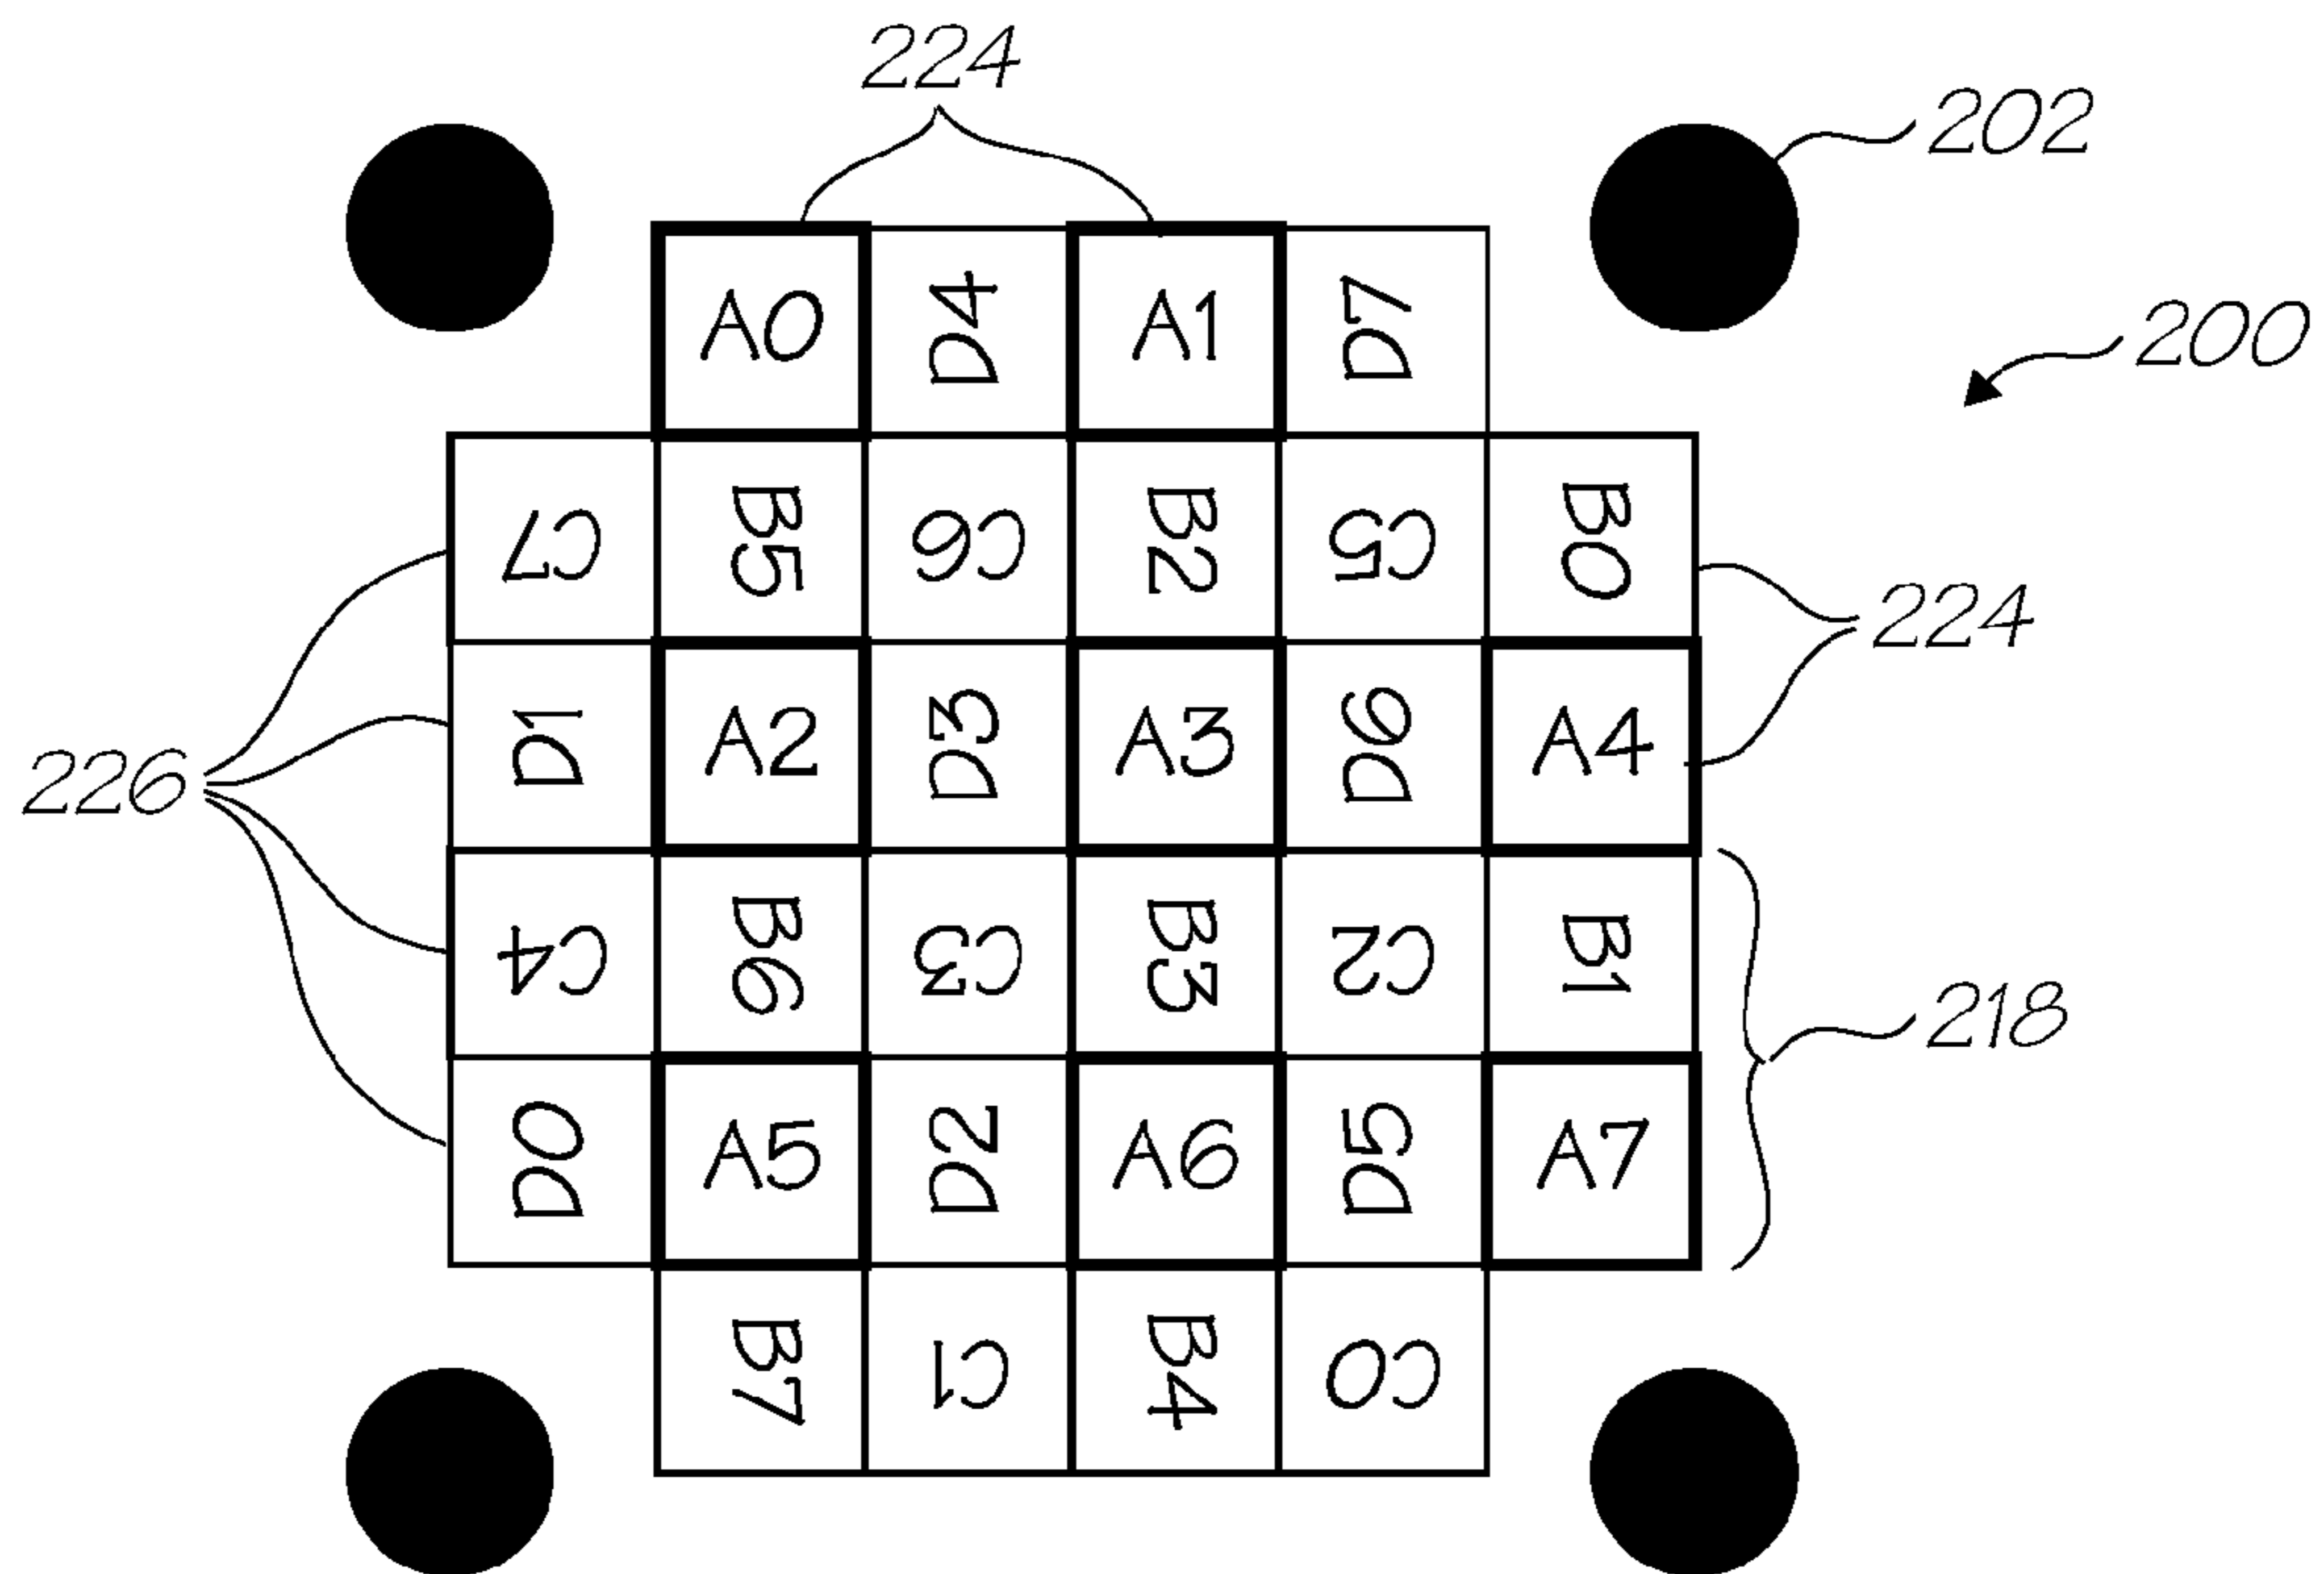 224
202
A0 D4 A1 D7
200
C7 B5 C6 B2 C5 B0
224
D1 A2 D3 A3 D6 A4
226
C4 B6 C3 B3 C2 B1
218
D0 A5 D2 A6 D5 A7
B7 C1 B4 C0